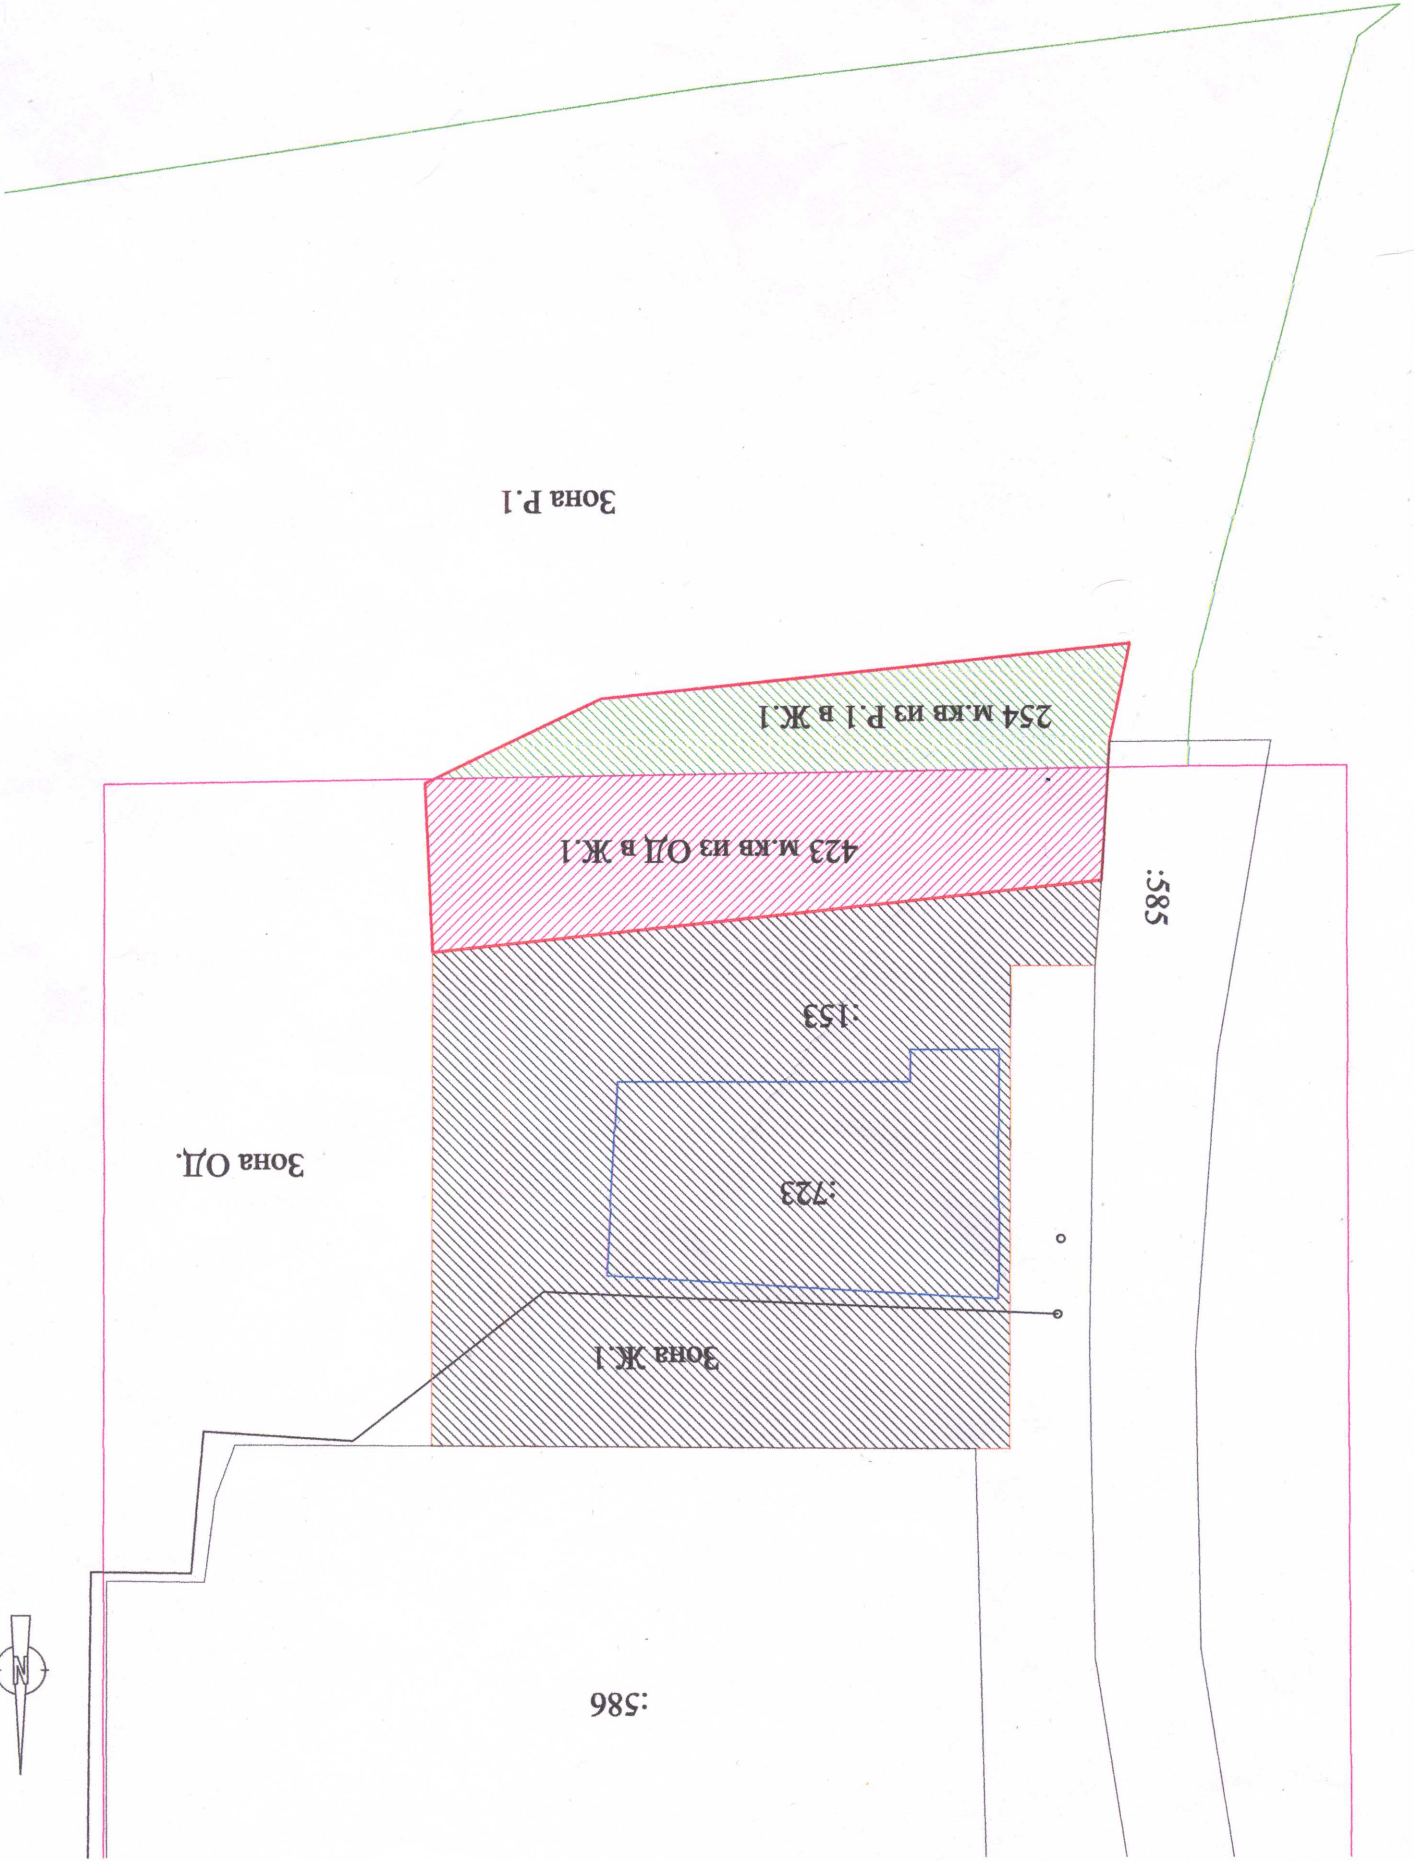 :586
N
Зона Ж.1
:723
Зона ОД.
:153
:585
423 м.кв из ОД в Ж.1
254 м.кв из Р.1 в Ж.1
Зона Р.1